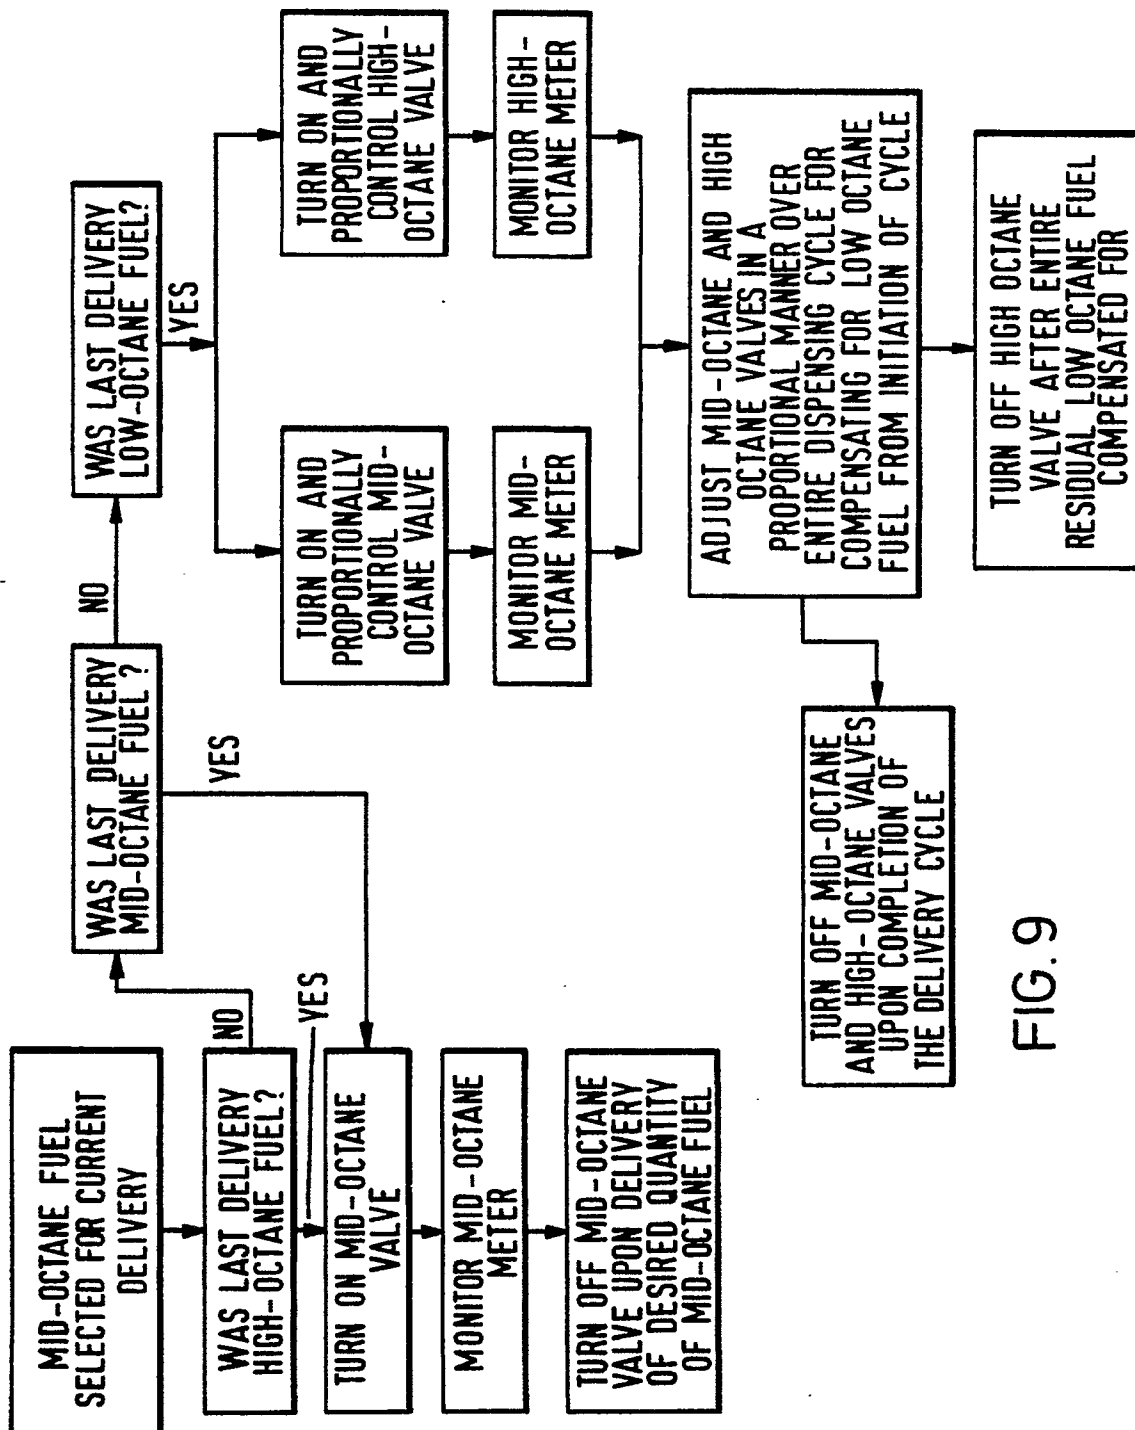 MID-OCTANE FUEL
SELECTED FOR CURRENT
DELIVERY
WAS LAST DELIVERY
HIGH-OCTANE FUEL?
NO
YES
TURN ON MID-OCTANE
VALVE
MONITOR MID-OCTANE
METER
TURN OFF MID-OCTANE
VALVE UPON DELIVERY
OF DESIRED QUANTITY
OF MID-OCTANE FUEL
WAS LAST DELIVERY
MID-OCTANE FUEL?
NO
YES
WAS LAST DELIVERY
LOW-OCTANE FUEL?
YES
TURN ON AND
PROPORTIONALLY
CONTROL MID-
OCTANE VALVE
MONITOR MID-
OCTANE METER
TURN ON AND
PROPORTIONALLY
CONTROL HIGH-
OCTANE VALVE
MONITOR HIGH-
OCTANE METER
ADJUST MID-OCTANE AND HIGH
OCTANE VALVES IN A
PROPORTIONAL MANNER OVER
ENTIRE DISPENSING CYCLE FOR
COMPENSATING FOR LOW OCTANE
FUEL FROM INITIATION OF CYCLE
TURN OFF MID-OCTANE
AND HIGH-OCTANE VALVES
UPON COMPLETION OF
THE DELIVERY CYCLE
TURN OFF HIGH OCTANE
VALVE AFTER ENTIRE
RESIDUAL LOW OCTANE FUEL
COMPENSATED FOR
FIG. 9